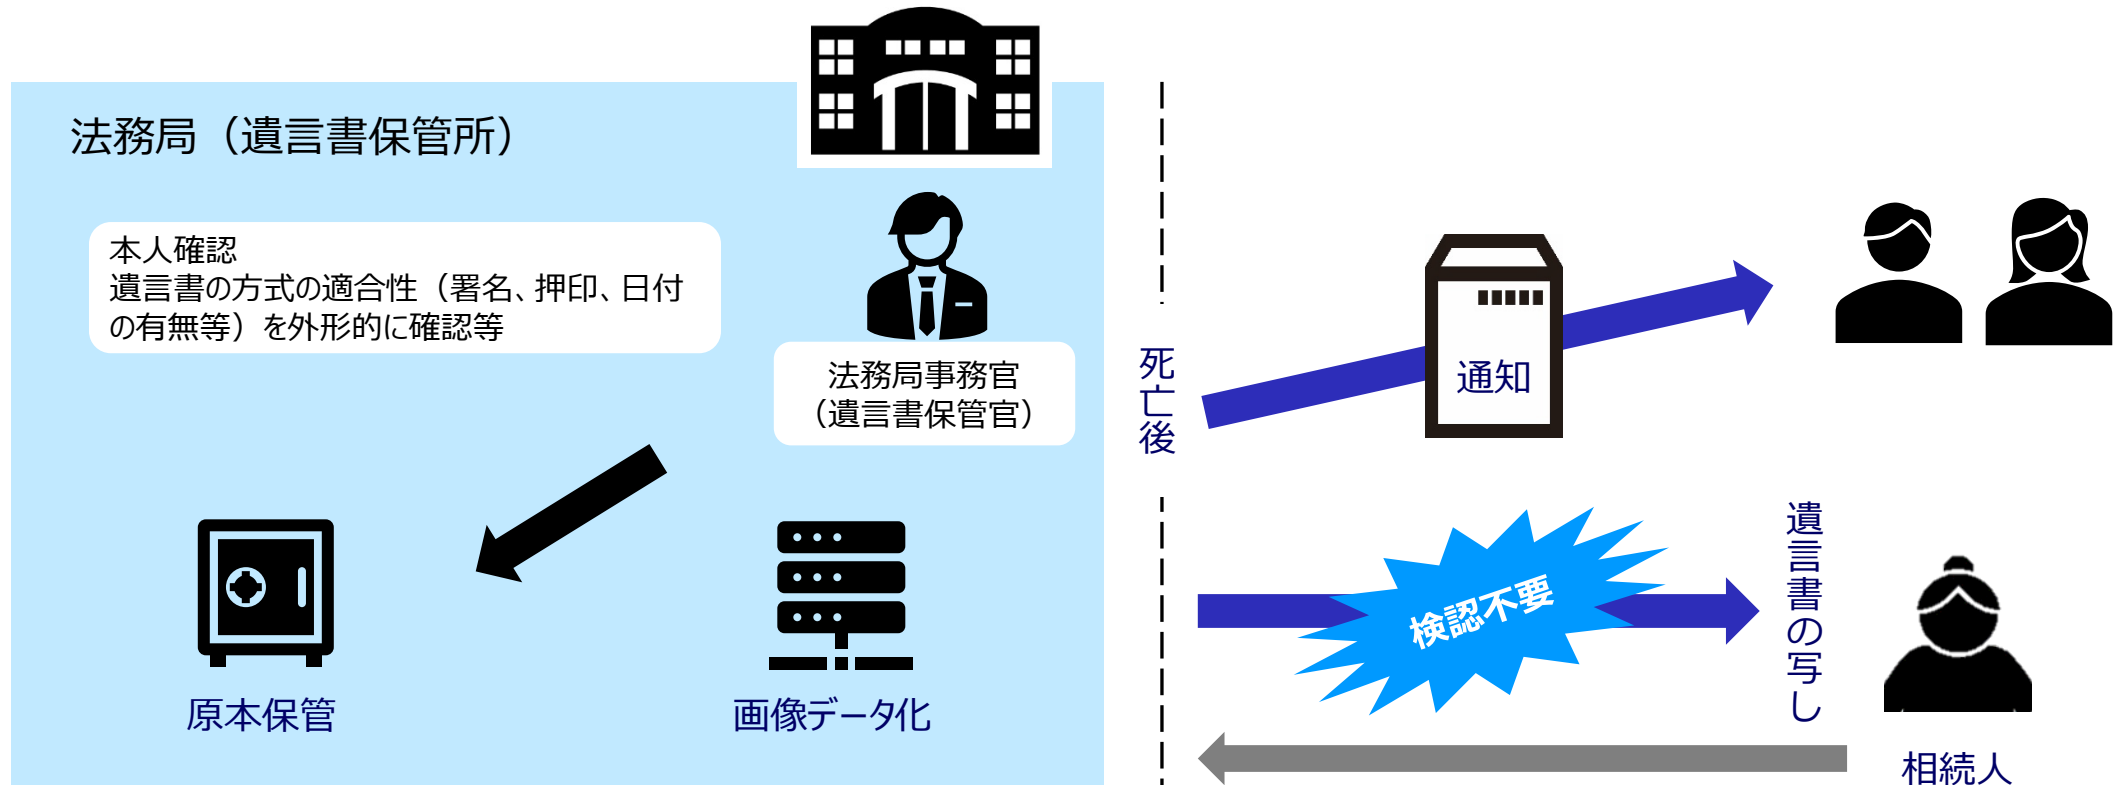 法務局（遺言書保管所）
本人確認
遺言書の方式の適合性（署名、押印、日付
の有無等）を外形的に確認等
法務局事務官
（遺言書保管官）
原本保管
画像データ化
死亡後
通知
検認不要
遺言書の写し
相続人